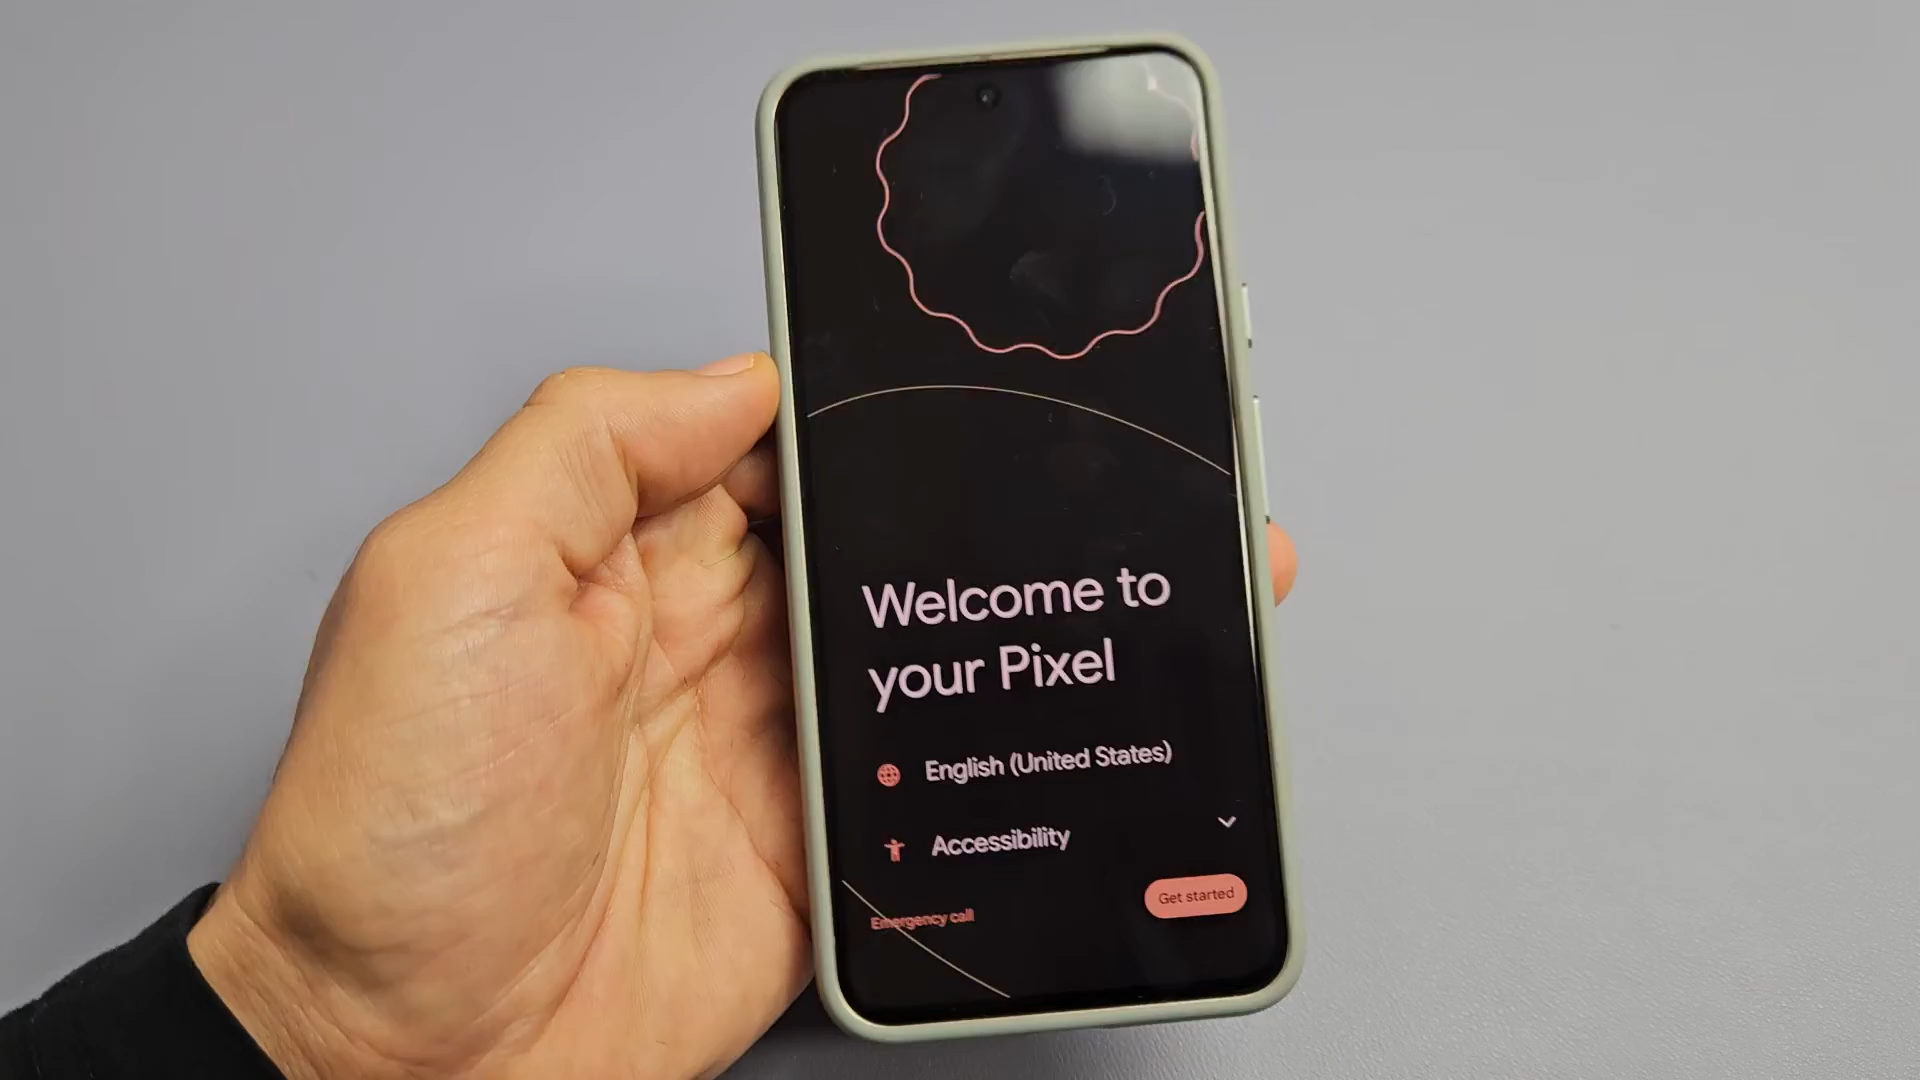 Welcome to
your Pixel
English (United States)
Accessibility
Emergency call
Get started